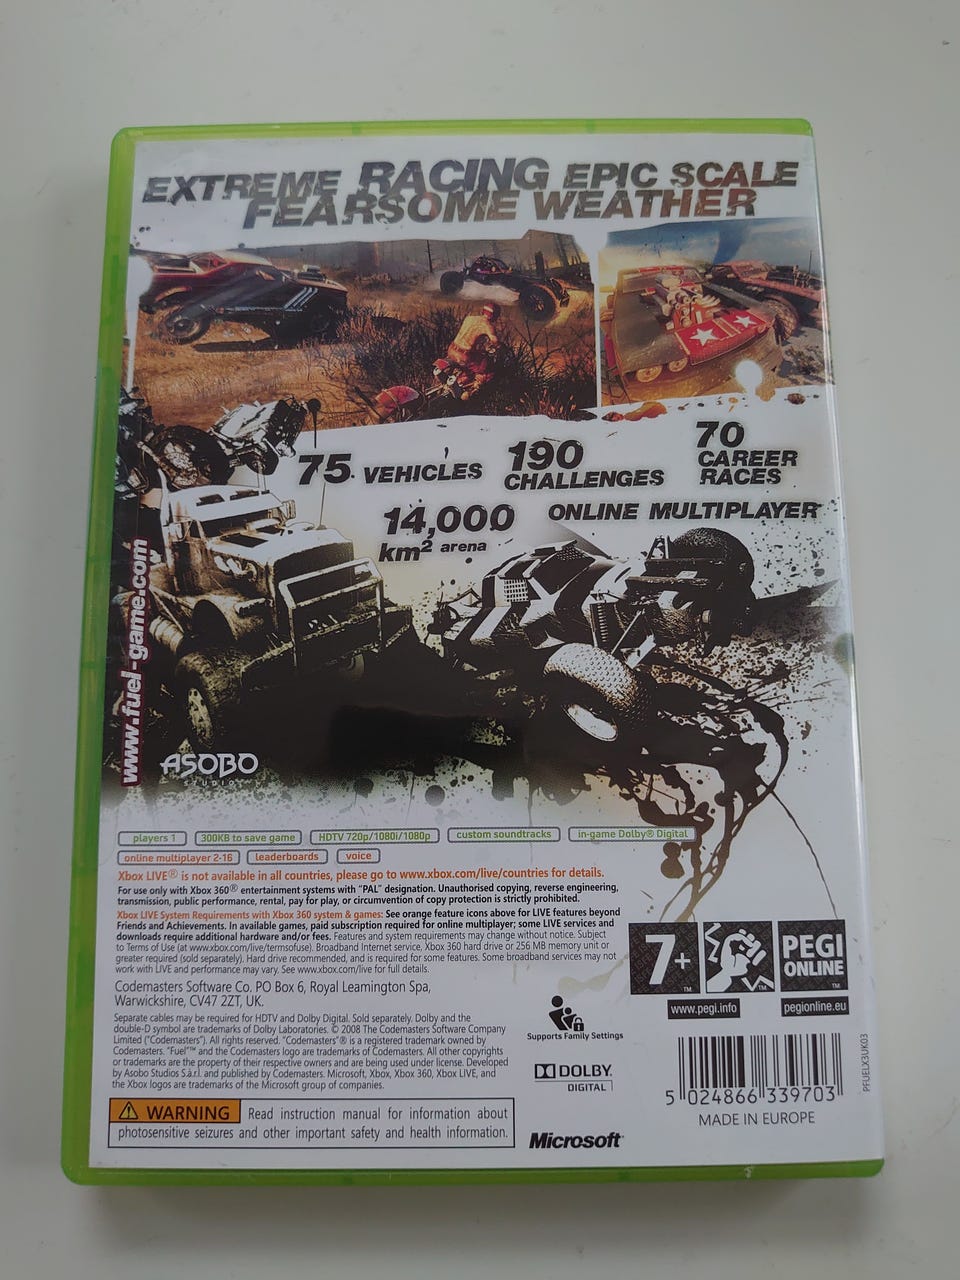 EXTREME RACING EPIC SCALE
FEARSOME WEATHER
75 VEHICLES
190
CHALLENGES
70
CAREER
RACES
14,000
km² arena
ONLINE MULTIPLAYER
www.fuel-game.com
ASOBO
STUDIO
players 1
300KB to save game
HDTV 720p/1080i/1080p
custom soundtracks
in-game Dolby® Digital
online multiplayer 2-16
leaderboards
voice
Xbox LIVE® is not available in all countries, please go to www.xbox.com/live/countries for details.
For use only with Xbox 360® entertainment systems with "PAL" designation. Unauthorised copying, reverse engineering,
transmission, public performance, rental, pay for play, or circumvention of copy protection is strictly prohibited.
Xbox LIVE System Requirements with Xbox 360 system & games: See orange feature icons above for LIVE features beyond
Friends and Achievements. In available games, paid subscription required for online multiplayer; some LIVE services and
downloads require additional hardware and/or fees. Features and system requirements may change without notice. Subject
to Terms of Use (at www.xbox.com/live/termsofuse). Broadband Internet service, Xbox 360 hard drive or 256 MB memory unit or
greater required (sold separately). Hard drive recommended, and is required for some features. Some broadband services may not
work with LIVE and performance may vary. See www.xbox.com/live for full details.
Codemasters Software Co. PO Box 6, Royal Leamington Spa,
Warwickshire, CV47 2ZT, UK.
Separate cables may be required for HDTV and Dolby Digital. Sold separately. Dolby and the
double-D symbol are trademarks of Dolby Laboratories. © 2008 The Codemasters Software Company
Limited ("Codemasters"). All rights reserved. "Codemasters"® is a registered trademark owned by
Codemasters. "Fuel"™ and the Codemasters logo are trademarks of Codemasters. All other copyrights
or trademarks are the property of their respective owners and are being used under license. Developed
by Asobo Studios S.à.r.l and published by Codemasters. Microsoft, Xbox, Xbox 360, Xbox LIVE, and
the Xbox logos are trademarks of the Microsoft group of companies.
WARNING Read instruction manual for information about
photosensitive seizures and other important safety and health information.
Supports Family Settings
DOLBY
DIGITAL
Microsoft®
7+
™
™
PEGI
ONLINE
™
www.pegi.info
pegionline.eu
PFUELX3UK03
5 024866 339703
MADE IN EUROPE